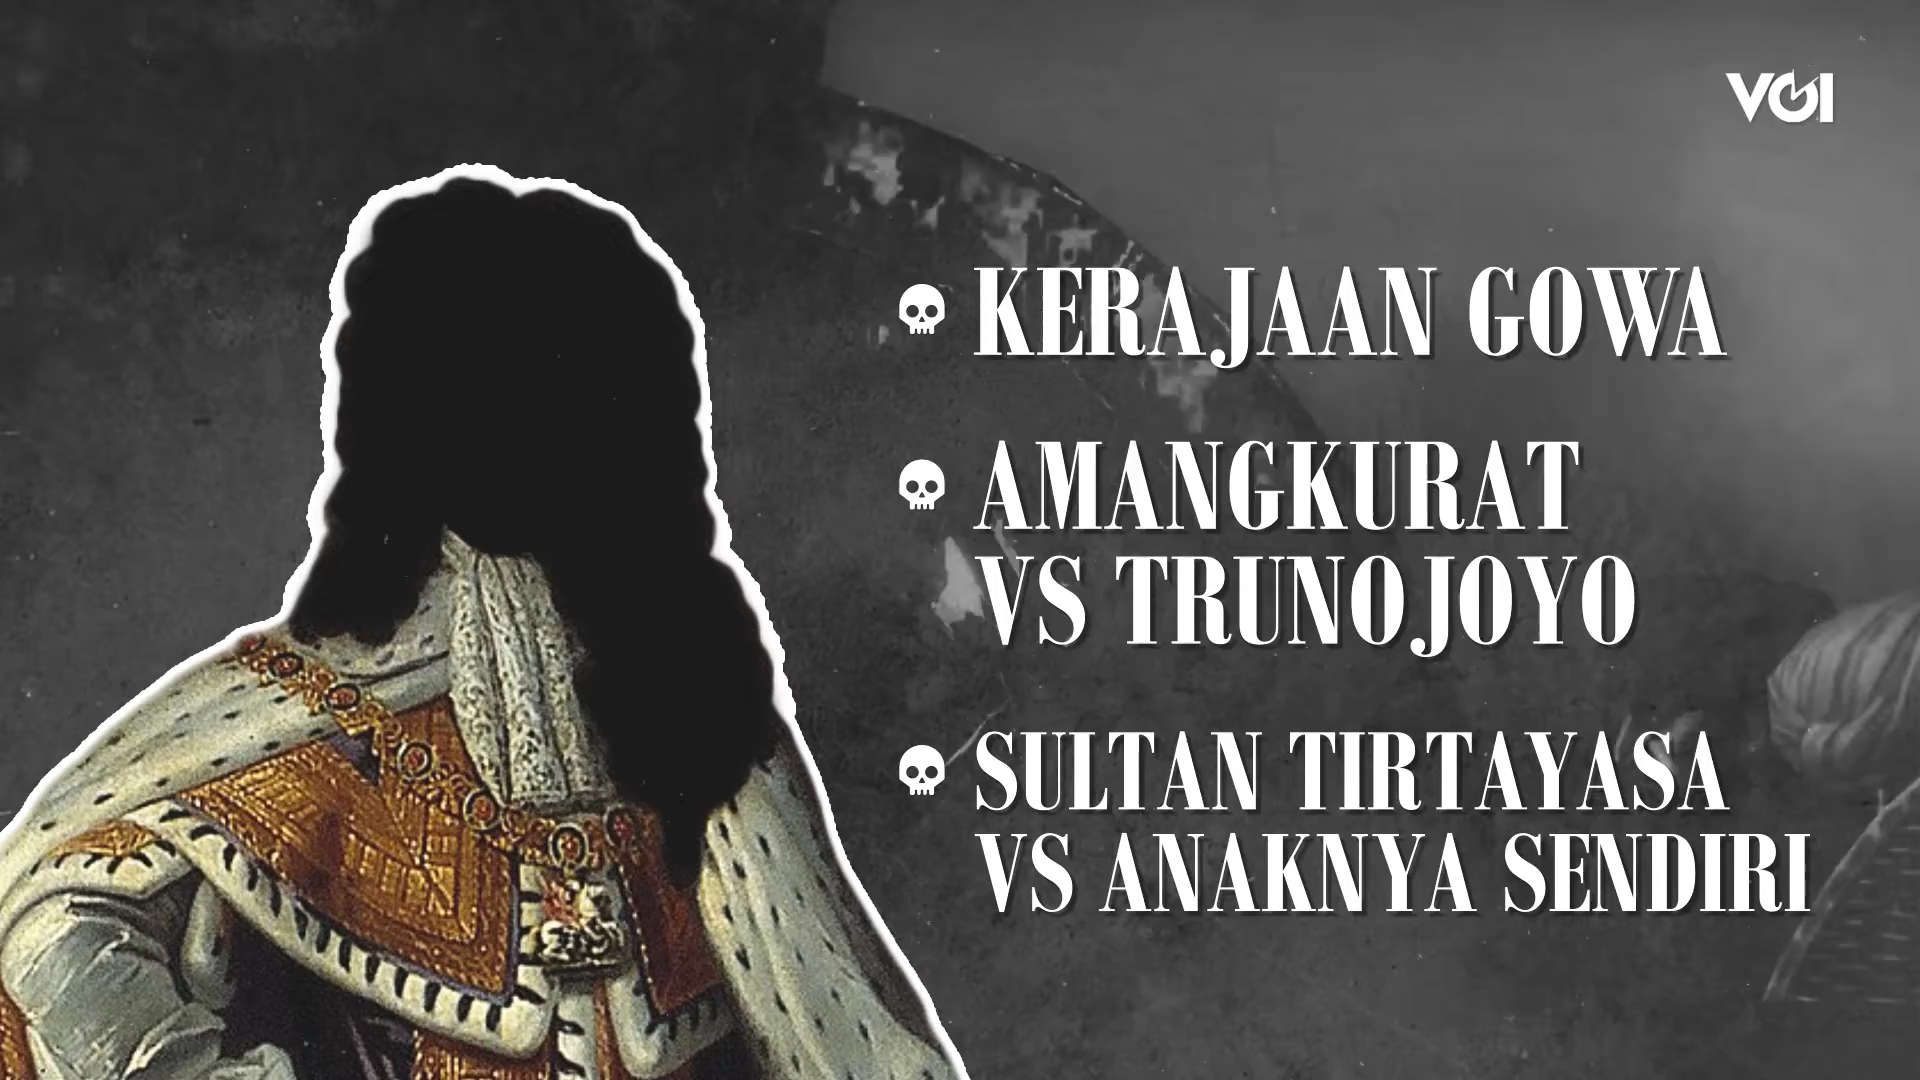 VOI
KERAJAAN GOWA
AMANGKURAT
VS TRUNOJOYO
SULTAN TIRTAYASA
VS ANAKNYA SENDIRI